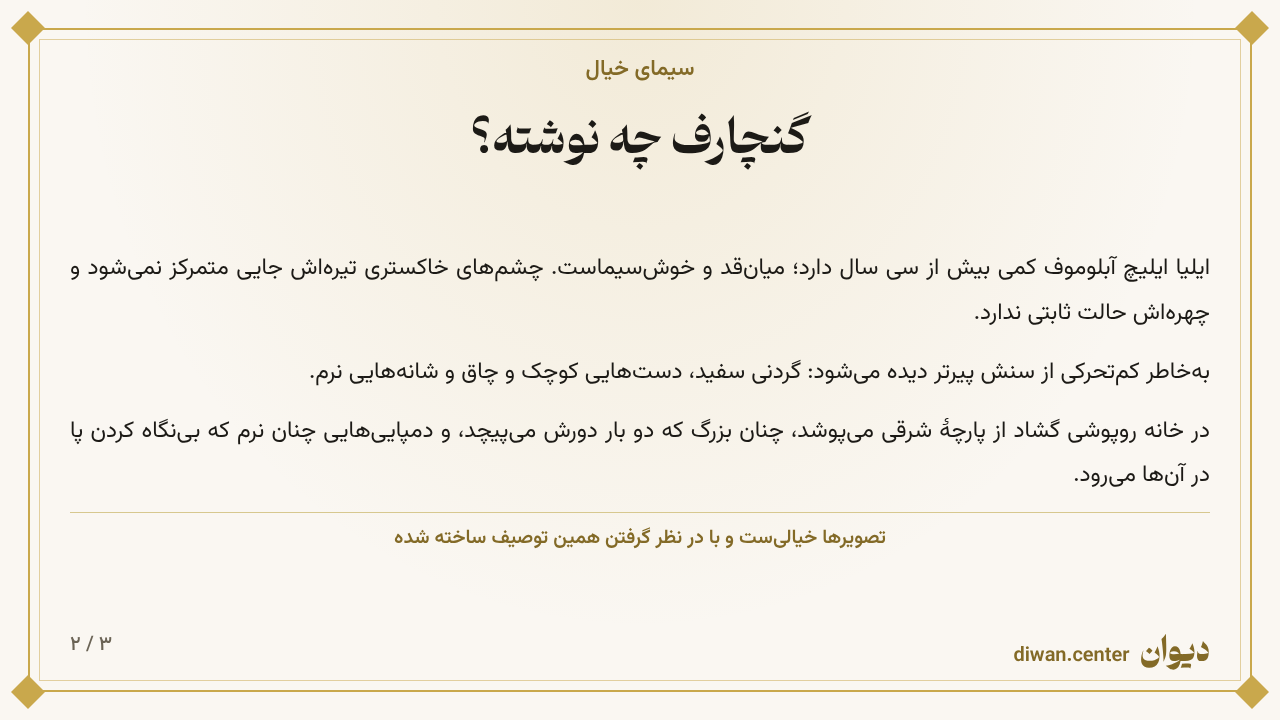 سیمای خیال
گنچارف چه نوشته؟
ایلیا ایلیچ آبلوموف کمی بیش از سی سال دارد؛ میان‌قد و خوش‌سیماست. چشم‌های خاکستری تیره‌اش جایی متمرکز نمی‌شود و
چهره‌اش حالت ثابتی ندارد.
به‌خاطر کم‌تحرکی از سنش پیرتر دیده می‌شود: گردنی سفید، دست‌هایی کوچک و چاق و شانه‌هایی نرم.
در خانه روپوشی گشاد از پارچهٔ شرقی می‌پوشد، چنان بزرگ که دو بار دورش می‌پیچد، و دمپایی‌هایی چنان نرم که بی‌نگاه کردن پا
در آن‌ها می‌رود.
تصویرها خیالی‌ست و با در نظر گرفتن همین توصیف ساخته شده
دیوان diwan.center
۲ / ۳